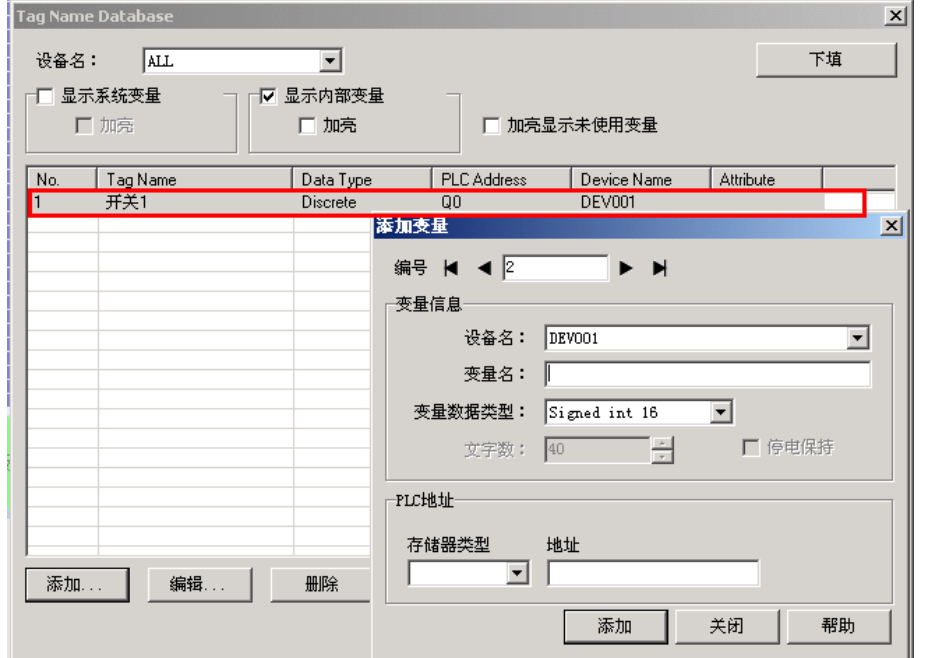 Tag Name Database
设备名： ALL 下填
显示系统变量 显示内部变量
加亮 加亮 加亮显示未使用变量
No. Tag Name Data Type PLC Address Device Name Attribute
1 开关1 Discrete Q0 DEV001
添加变量
编号 2
变量信息
设备名： DEV001
变量名：
变量数据类型： Signed int 16
文字数： 40 停电保持
PLC地址
存储器类型 地址
添加... 编辑... 删除
添加 关闭 帮助